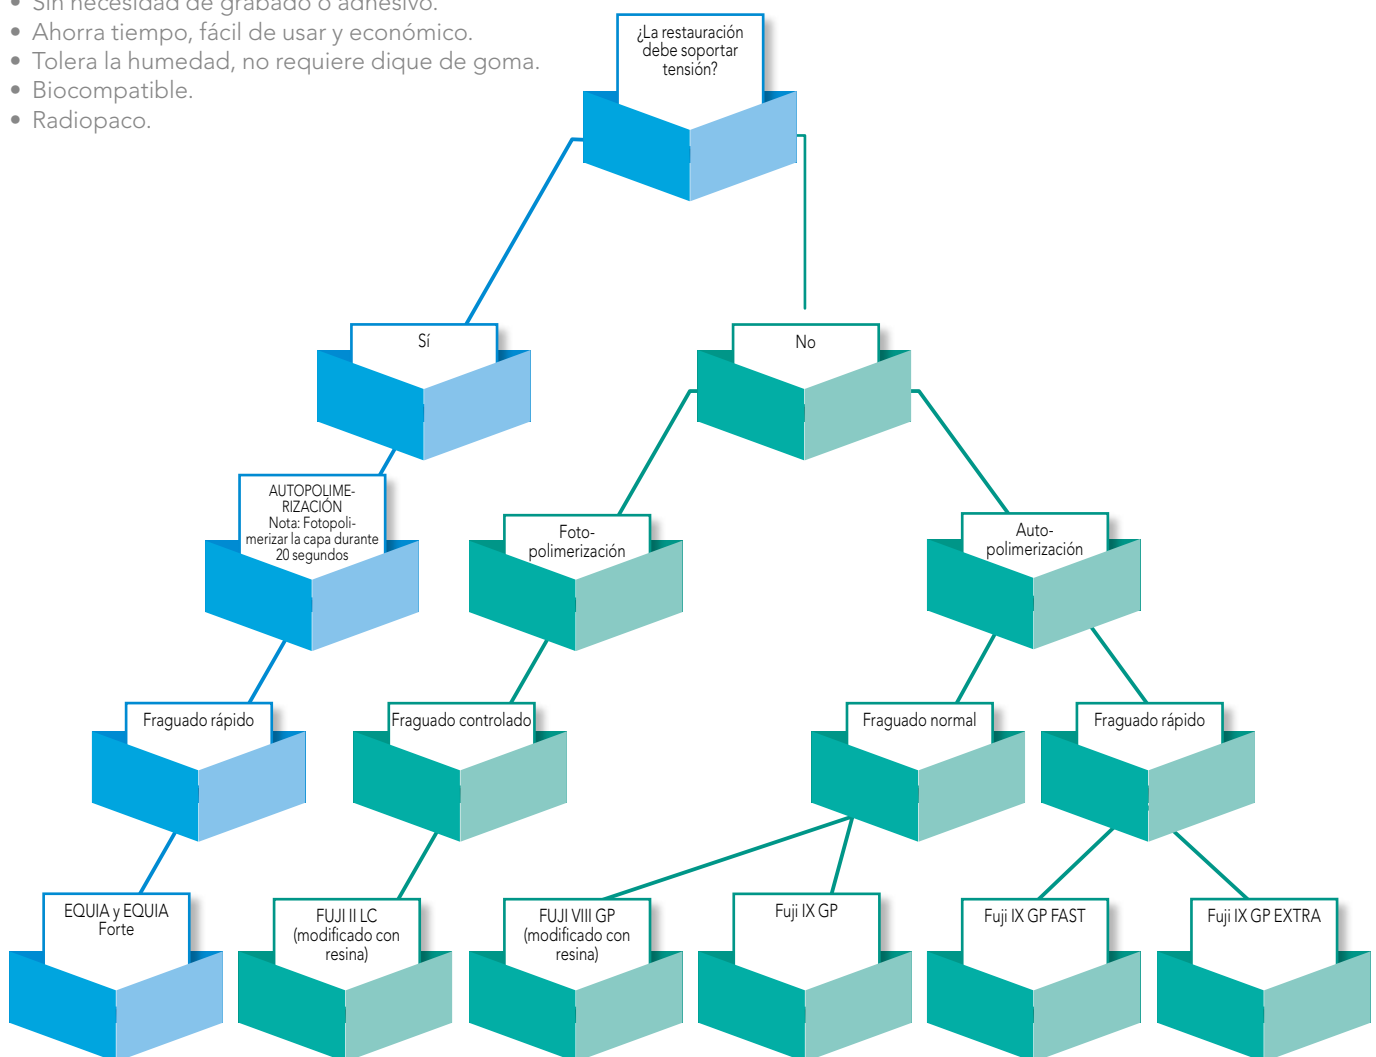 • Sin necesidad de grabado o adhesivo.
• Ahorra tiempo, fácil de usar y económico.
• Tolera la humedad, no requiere dique de goma.
• Biocompatible.
• Radiopaco.
¿La restauración
debe soportar
tensión?
Sí
No
AUTOPOLIME-
RIZACIÓN
Nota: Fotopoli-
merizar la capa durante
20 segundos
Foto-
polimerización
Auto-
polimerización
Fraguado rápido
Fraguado controlado
Fraguado normal
Fraguado rápido
EQUIA y EQUIA
Forte
FUJI II LC
(modificado con
resina)
FUJI VIII GP
(modificado con
resina)
Fuji IX GP
Fuji IX GP FAST
Fuji IX GP EXTRA